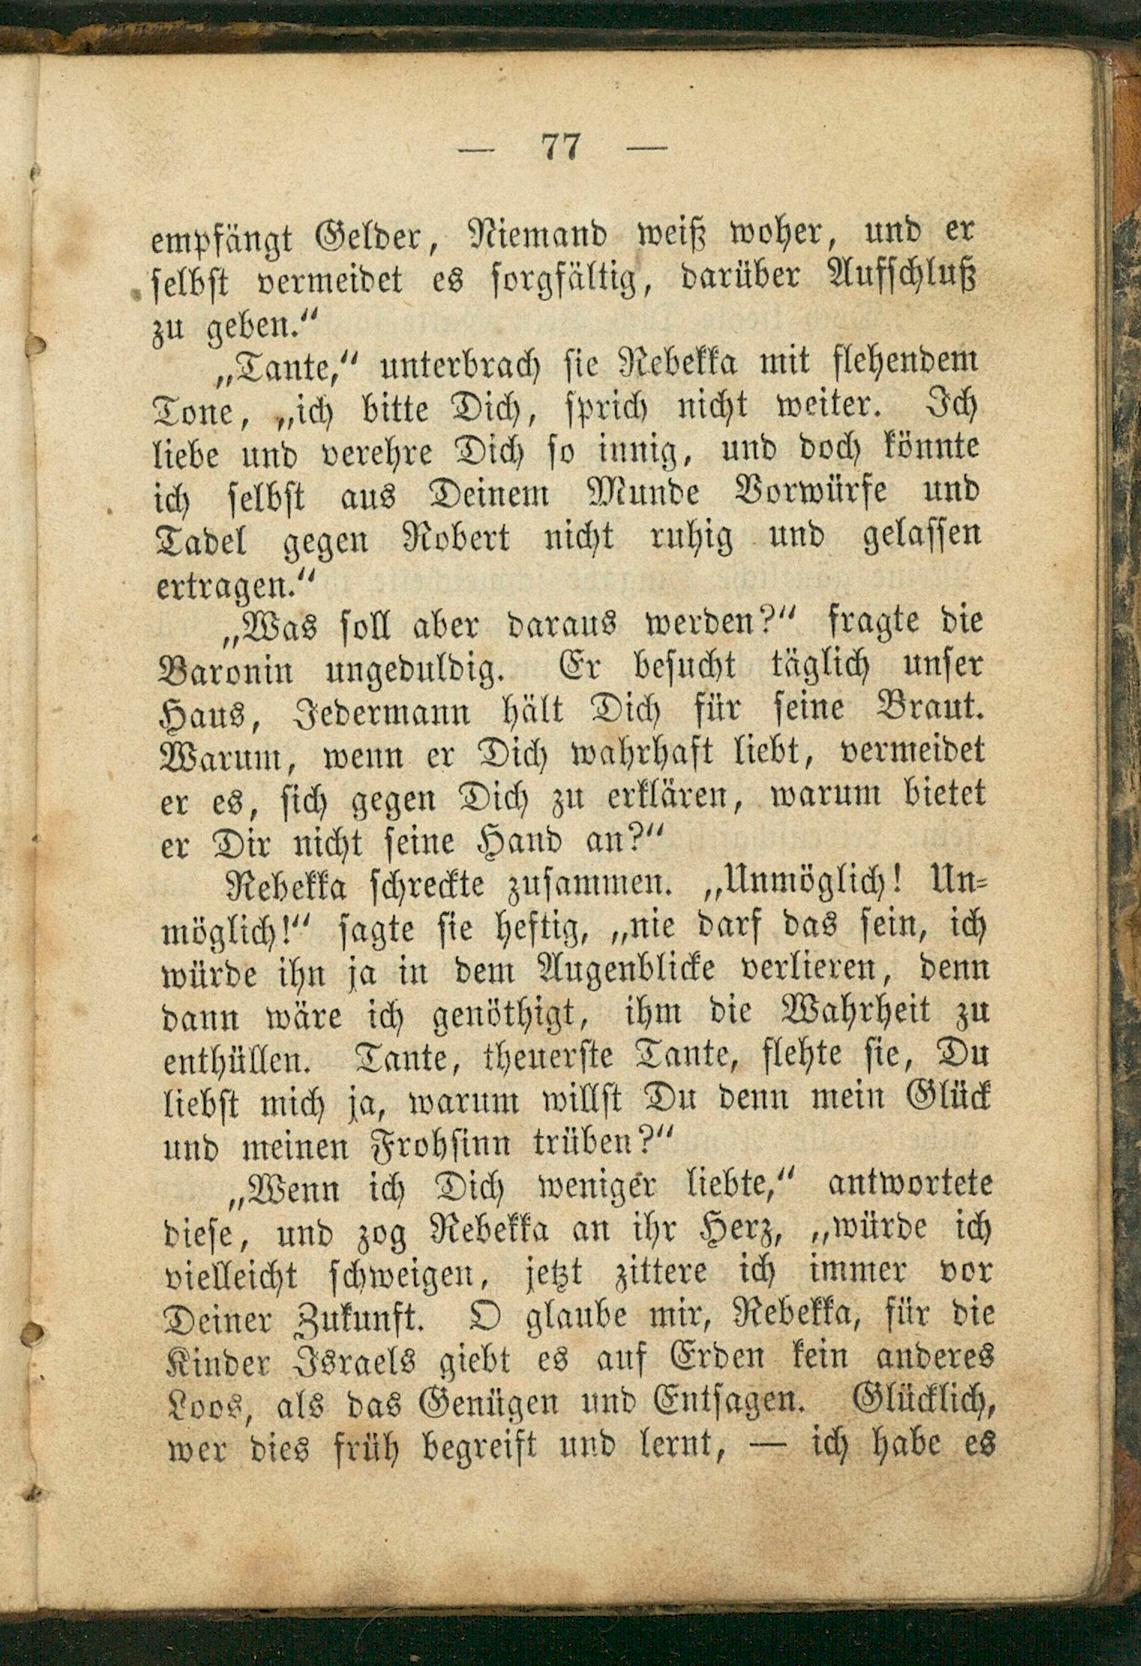 — 77 —
empfängt Gelder, Niemand weiß woher, und er
selbst vermeidet es sorgfältig, darüber Aufschluß
zu geben.“
„Tante,“ unterbrach sie Rebekka mit flehendem
Tone, „ich bitte Dich, sprich nicht weiter. Ich
liebe und verehre Dich so innig, und doch könnte
ich selbst aus Deinem Munde Vorwürfe und
Tadel gegen Robert nicht ruhig und gelassen
ertragen.“
„Was soll aber daraus werden?“ fragte die
Baronin ungeduldig. Er besucht täglich unser
Haus, Jedermann hält Dich für seine Braut.
Warum, wenn er Dich wahrhaft liebt, vermeidet
er es, sich gegen Dich zu erklären, warum bietet
er Dir nicht seine Hand an?“
Rebekka schreckte zusammen. „Unmöglich! Un-
möglich!“ sagte sie heftig, „nie darf das sein, ich
würde ihn ja in dem Augenblicke verlieren, denn
dann wäre ich genöthigt, ihm die Wahrheit zu
enthüllen. Tante, theuerste Tante, flehte sie, Du
liebst mich ja, warum willst Du denn mein Glück
und meinen Frohsinn trüben?“
„Wenn ich Dich weniger liebte,“ antwortete
diese, und zog Rebekka an ihr Herz, „würde ich
vielleicht schweigen, jetzt zittere ich immer vor
Deiner Zukunft. O glaube mir, Rebekka, für die
Kinder Israels giebt es auf Erden kein anderes
Loos, als das Genügen und Entsagen. Glücklich,
wer dies früh begreift und lernt, — ich habe es